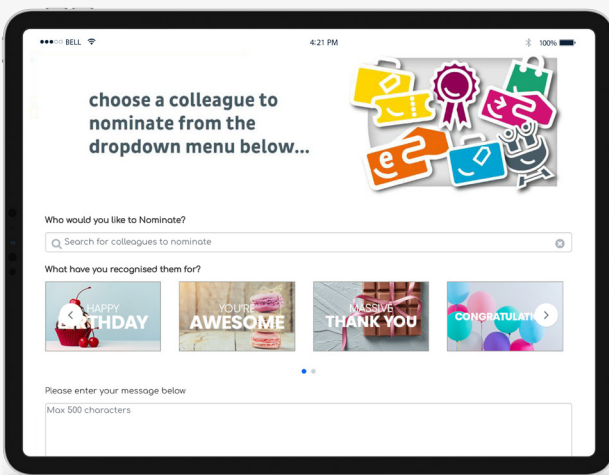 BELL
4:21 PM
100%
choose a colleague to
nominate from the
dropdown menu below...
e
Who would you like to Nominate?
Search for colleagues to nominate
What have you recognised them for?
HAPPY
THDAY
YOU'RE
AWESOME
MASSIVE
THANK YOU
CONGRATULATI
Please enter your message below
Max 500 characters